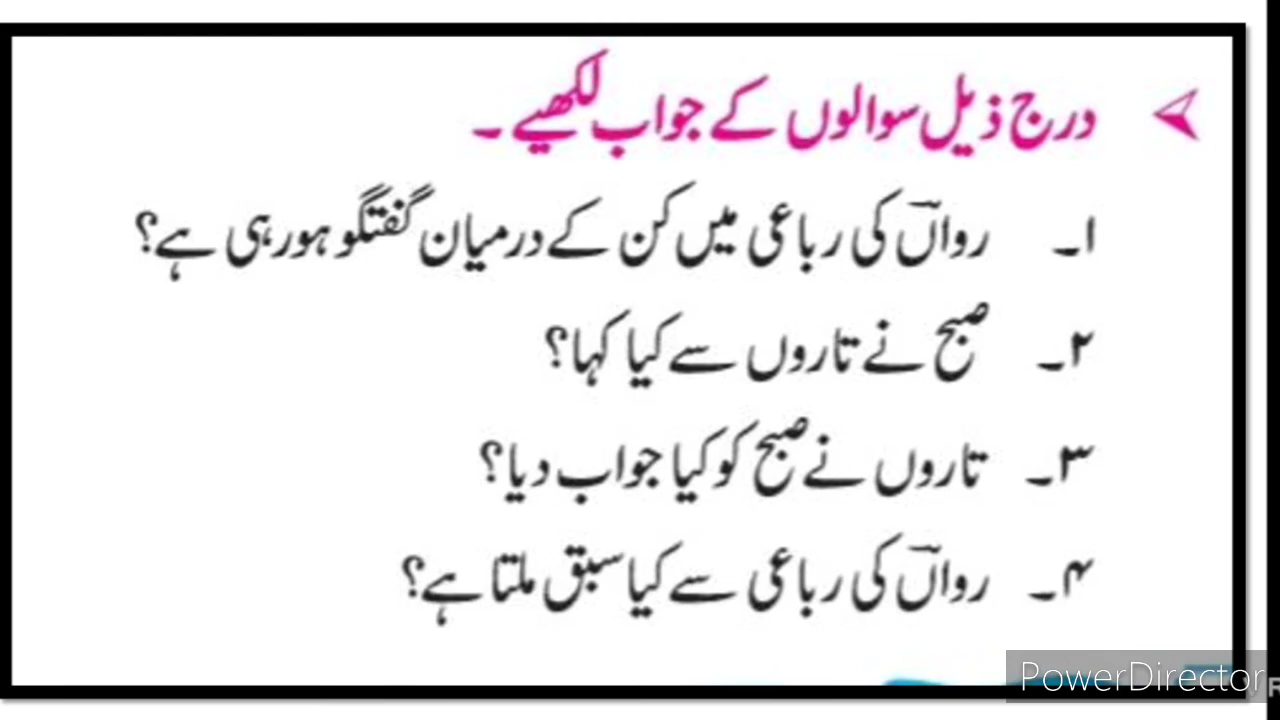 درج ذیل سوالوں کے جواب لکھیے ۔
۱۔ رواںؔ کی رباعی میں کن کے درمیان گفتگو ہو رہی ہے؟
۲۔ صبح نے تاروں سے کیا کہا؟
۳۔ تاروں نے صبح کو کیا جواب دیا؟
۴۔ رواںؔ کی رباعی سے کیا سبق ملتا ہے؟
PowerDirector